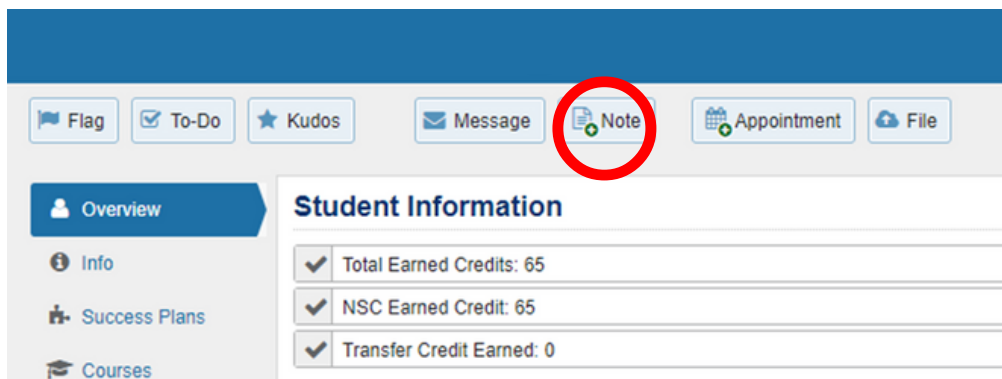 Flag To-Do Kudos Message Note Appointment File
Overview
Info
Success Plans
Courses
Student Information
Total Earned Credits: 65
NSC Earned Credit: 65
Transfer Credit Earned: 0